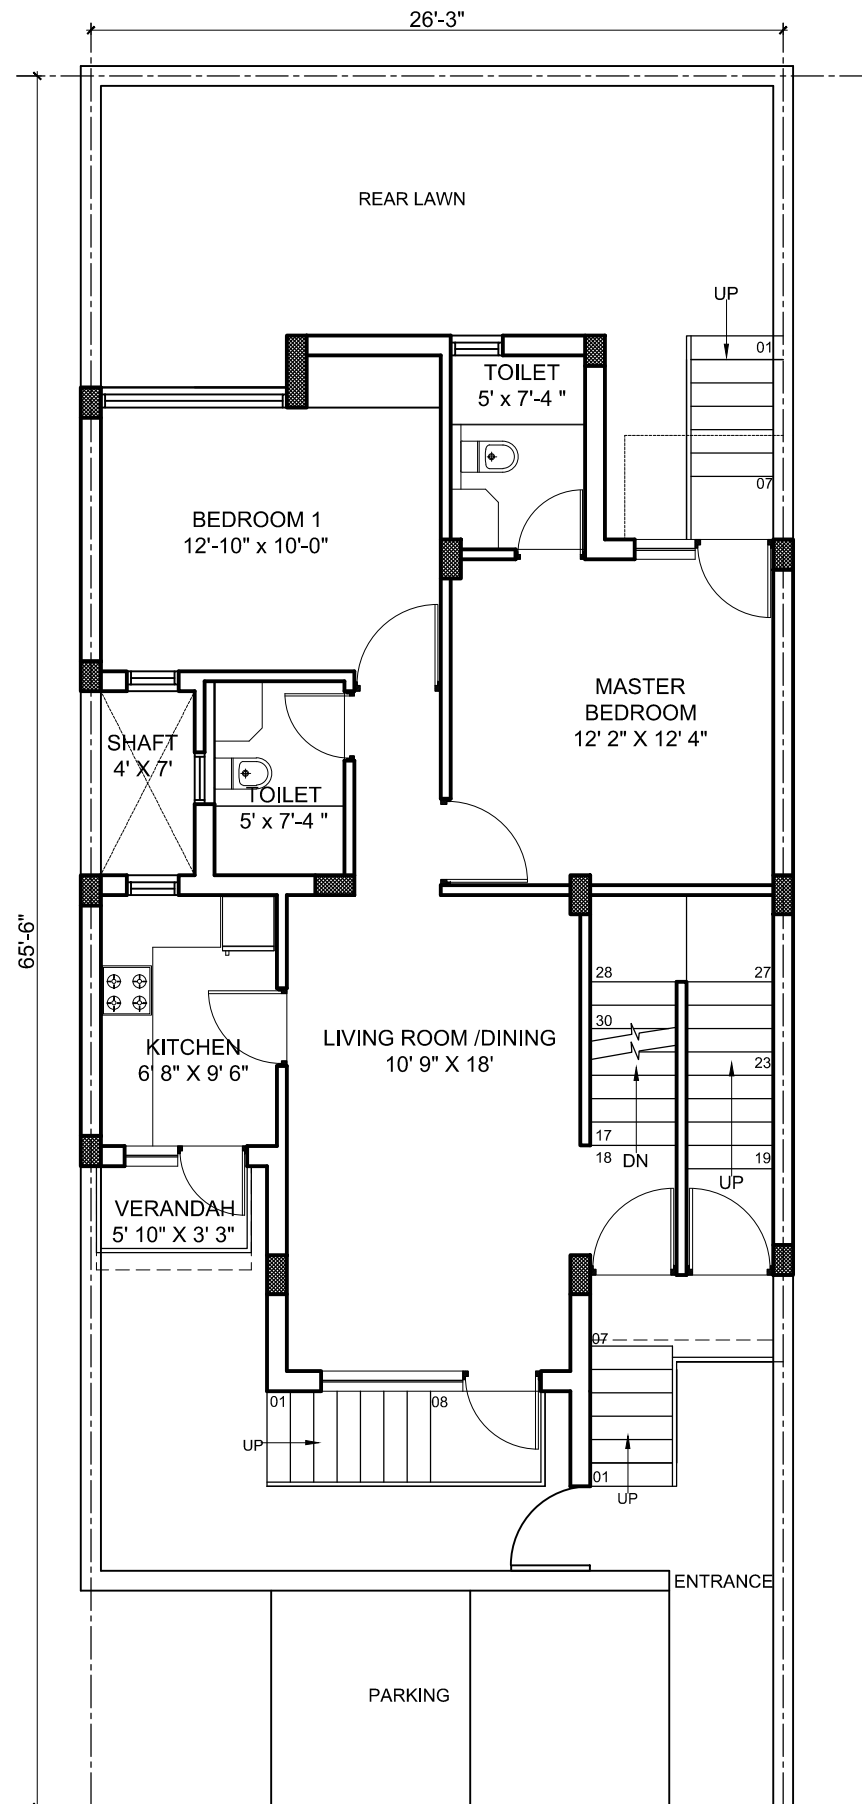 26'-3"
REAR LAWN
UP
01
TOILET
5' x 7'-4 "
07
BEDROOM 1
12'-10" x 10'-0"
MASTER
BEDROOM
12' 2" X 12' 4"
SHAFT
4' X 7'
TOILET
5' x 7'-4 "
65'-6"
28
27
30
LIVING ROOM /DINING
10' 9" X 18'
KITCHEN
6' 8" X 9' 6"
23
17
18
DN
19
UP
VERANDAH
5' 10" X 3' 3"
07
01
08
UP
01
UP
ENTRANCE
PARKING